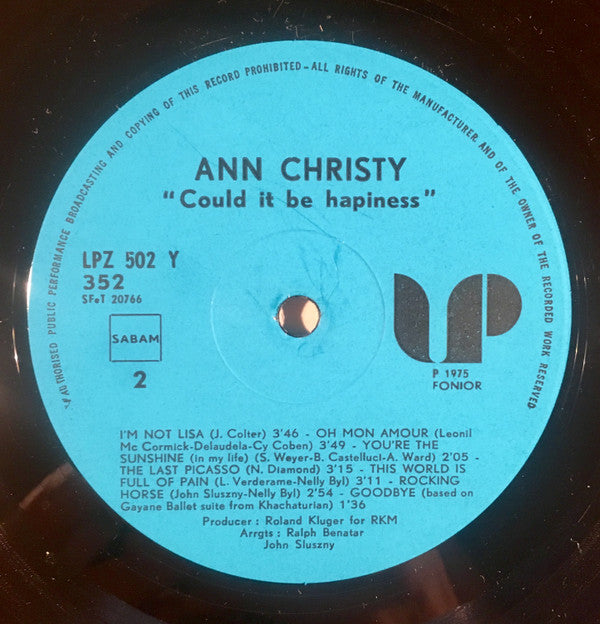 UNAUTHORISED PUBLIC PERFORMANCE BROADCASTING AND COPYING OF THIS RECORD PROHIBITED-ALL RIGHTS OF THE MANUFACTURER AND OF THE OWNER OF THE RECORDED WORK RESERVED
ANN CHRISTY
"Could it be hapiness"
LPZ 502 Y
352
SFeT 20766
SABAM
2
UP
P 1975
FONIOR
I'M NOT LISA (J. Colter) 3'46 - OH MON AMOUR (Leonil
Mc Cormick-Delaudela-Cy Coben) 3'49 - YOU'RE THE
SUNSHINE (in my life) (S. Weyer-B. Castelluci-A. Ward) 2'05 -
- THE LAST PICASSO (N. Diamond) 3'15 - THIS WORLD IS
FULL OF PAIN (L. Verderame-Nelly Byl) 3'11 - ROCKING
HORSE (John Sluszny-Nelly Byl) 2'54 - GOODBYE (based on
Gayane Ballet suite from Khachaturian) 1'36
Producer : Roland Kluger for RKM
Arrgts : Ralph Benatar
John Sluszny